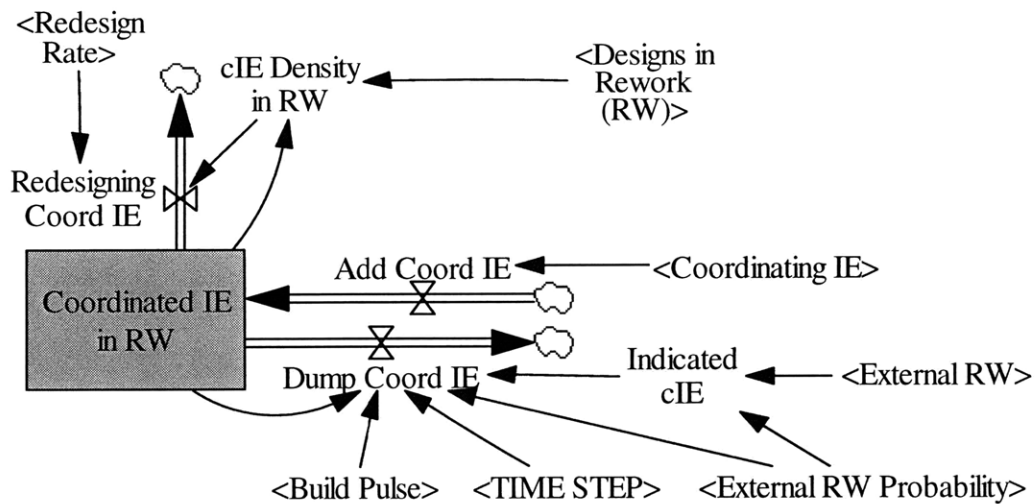 <Redesign
Rate>
cIE Density
in RW
<Designs in
Rework
(RW)>
Redesigning
Coord IE
Add Coord IE
<Coordinating IE>
Coordinated IE
in RW
Dump Coord IE
Indicated
cIE
<External RW>
<Build Pulse>
<TIME STEP>
<External RW Probability>